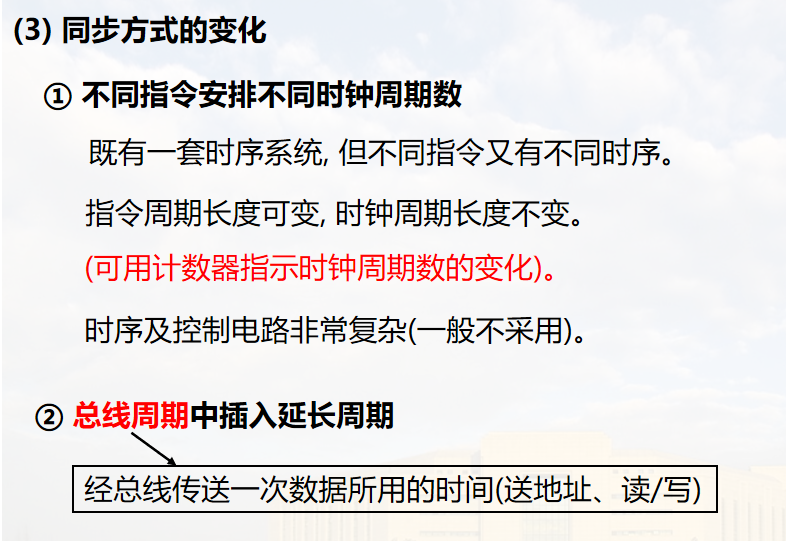 (3) 同步方式的变化
① 不同指令安排不同时钟周期数
既有一套时序系统, 但不同指令又有不同时序。
指令周期长度可变, 时钟周期长度不变。
(可用计数器指示时钟周期数的变化)。
时序及控制电路非常复杂(一般不采用)。
② 总线周期中插入延长周期
经总线传送一次数据所用的时间(送地址、读/写)